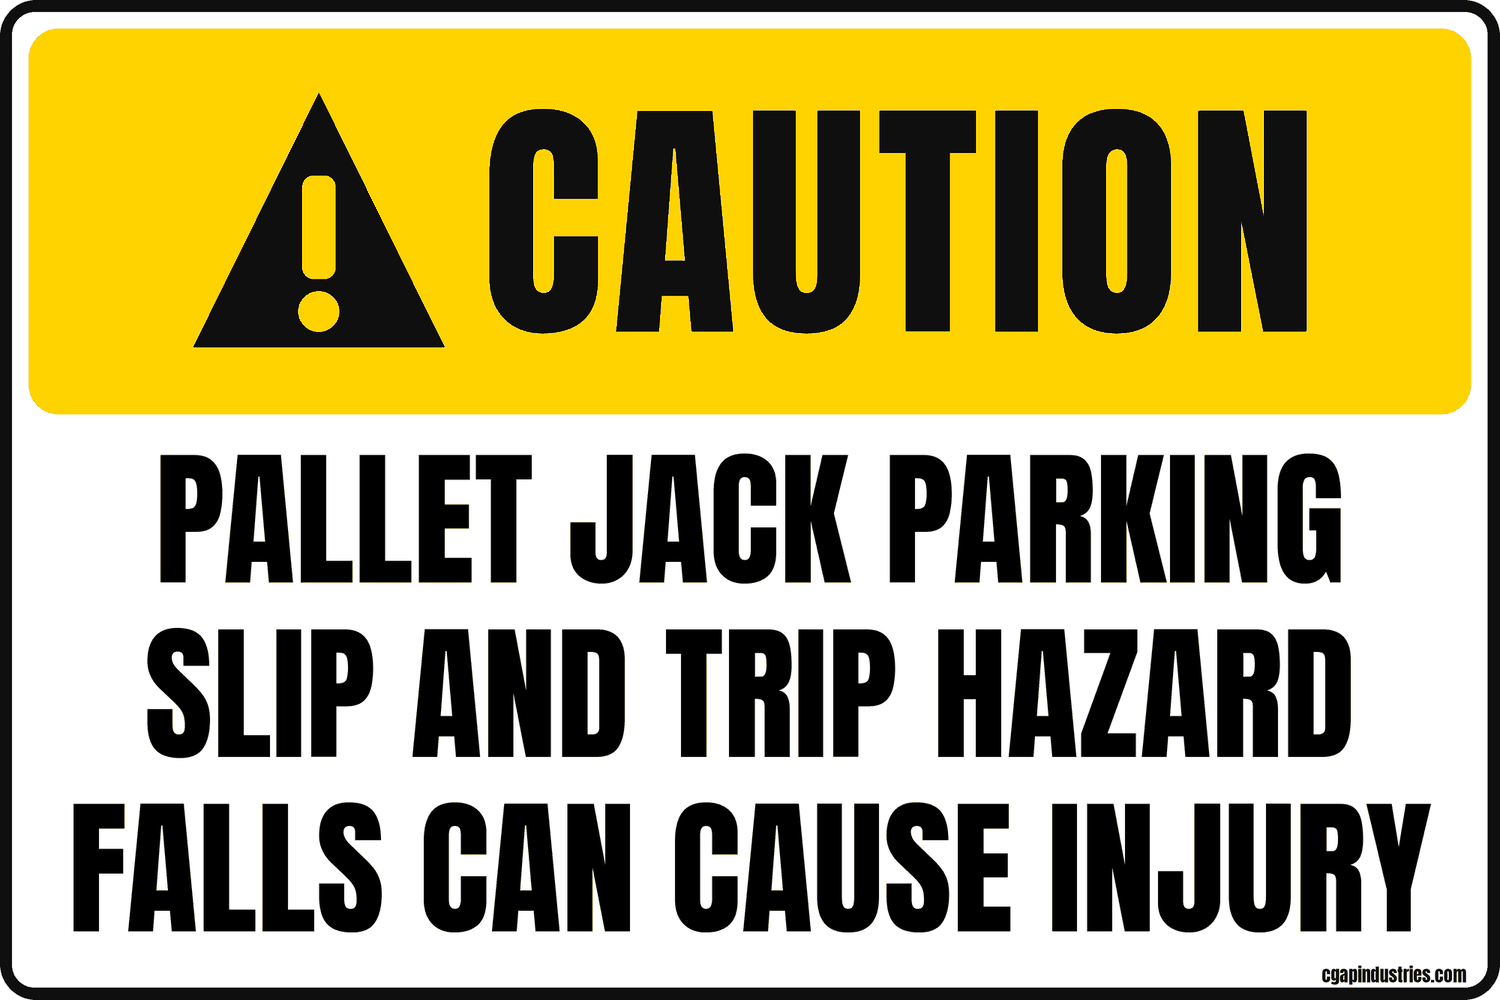 CAUTION
PALLET JACK PARKING
SLIP AND TRIP HAZARD
FALLS CAN CAUSE INJURY
cgapindustries.com